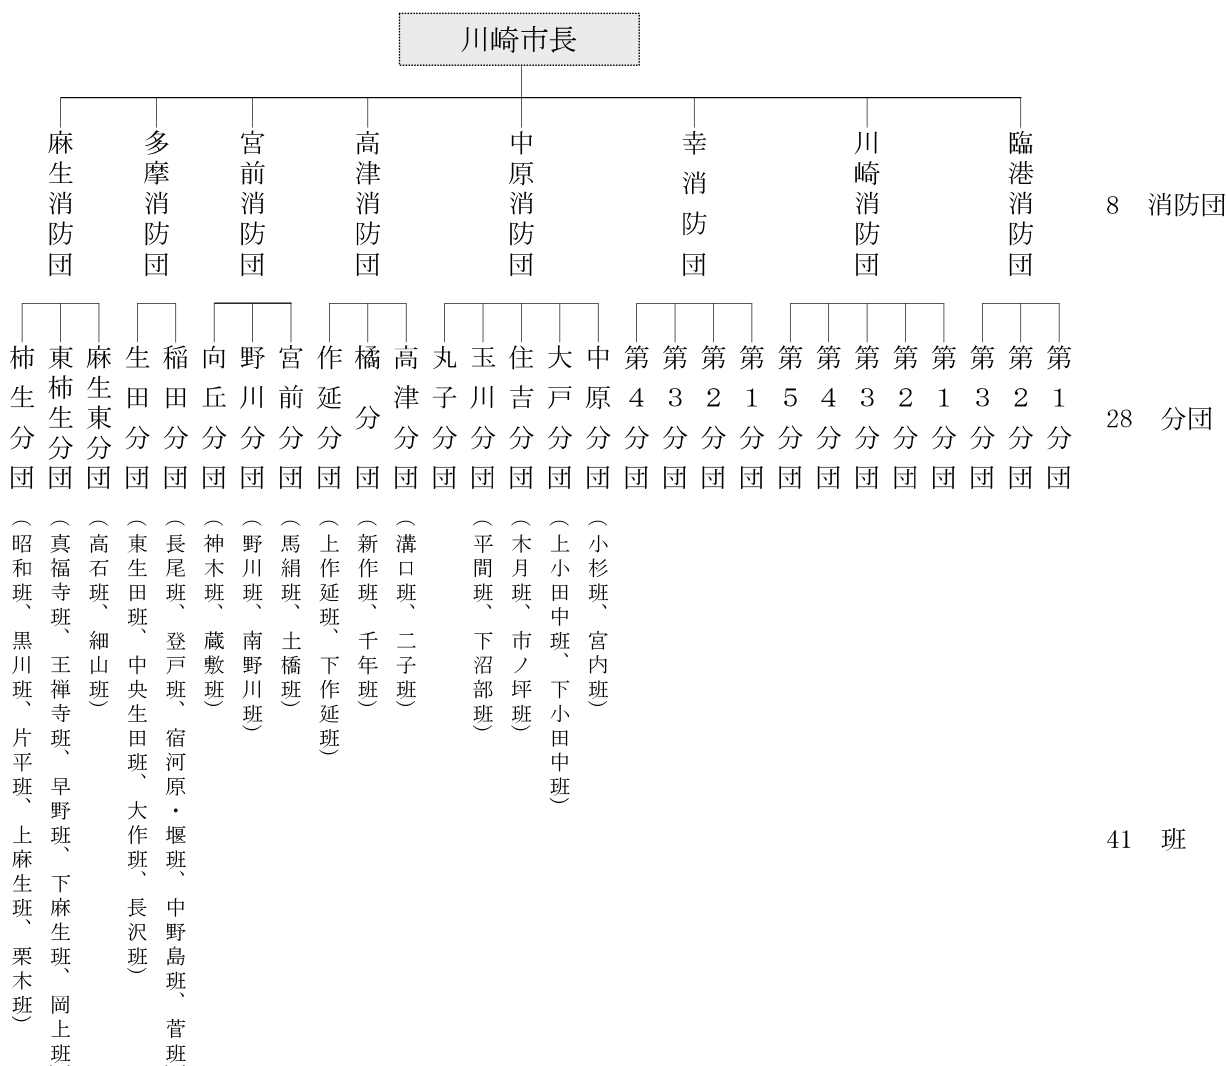 川崎市長
臨港消防団
川崎消防団
幸消防団
中原消防団
高津消防団
宮前消防団
多摩消防団
麻生消防団
8 消防団
第1分団
第2分団
第3分団
第1分団
第2分団
第3分団
第4分団
第5分団
第1分団
第2分団
第3分団
第4分団
中原分団
大戸分団
住吉分団
玉川分団
丸子分団
高津分団
橘分団
作延分団
宮前分団
野川分団
向丘分団
稲田分団
生田分団
麻生東分団
東柿生分団
柿生分団
28 分団
（小杉班、宮内班）
（上小田中班、下小田中班）
（木月班、市ノ坪班）
（平間班、下沼部班）
（溝口班、二子班）
（新作班、千年班）
（上作延班、下作延班）
（馬絹班、土橋班）
（野川班、南野川班）
（神木班、蔵敷班）
（長尾班、登戸班、宿河原・堰班、中野島班、菅班
（東生田班、中央生田班、大作班、長沢班）
（高石班、細山班）
（真福寺班、王禅寺班、早野班、下麻生班、岡上班
（昭和班、黒川班、片平班、上麻生班、栗木班）
41 班